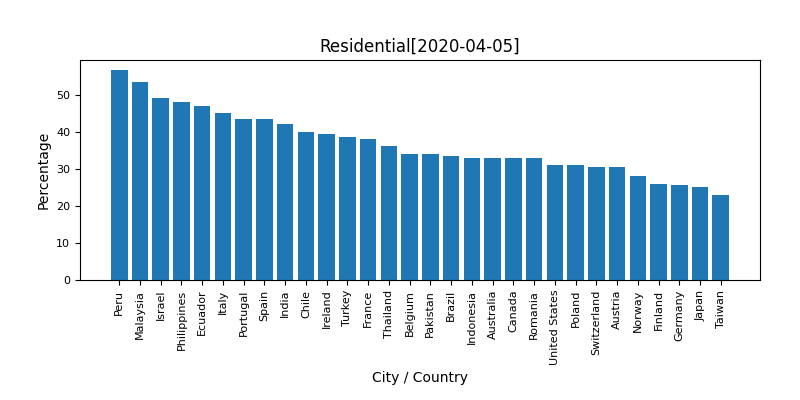 Residential[2020-04-05]
Percentage
50
40
30
20
10
0
Peru
Malaysia
Israel
Philippines
Ecuador
Italy
Portugal
Spain
India
Chile
Ireland
Turkey
France
Thailand
Belgium
Pakistan
Brazil
Indonesia
Australia
Canada
Romania
United States
Poland
Switzerland
Austria
Norway
Finland
Germany
Japan
Taiwan
City / Country